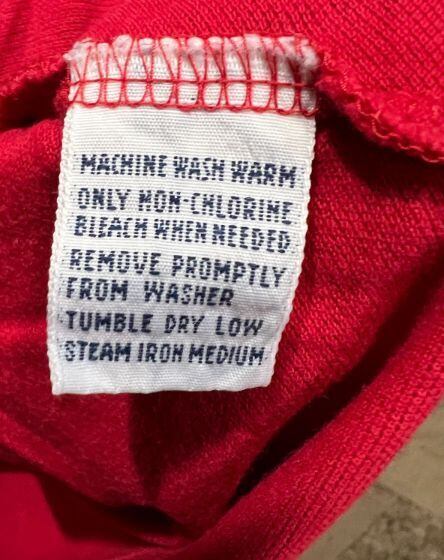 MACHINE WASH WARM
ONLY NON-CHLORINE
BLEACH WHEN NEEDED
REMOVE PROMPTLY
FROM WASHER
TUMBLE DRY LOW
STEAM IRON MEDIUM